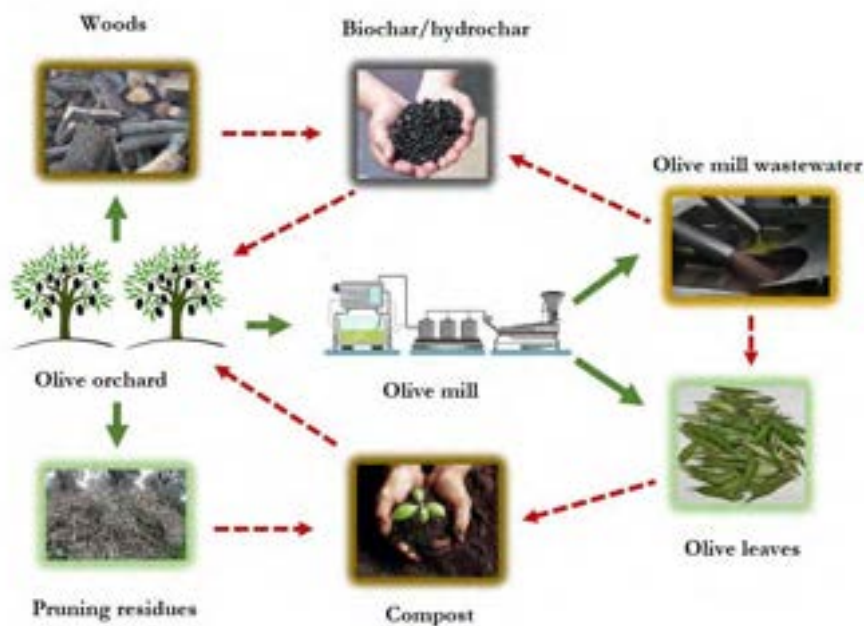 Woods
Biochar/hydrochar
Olive mill wastewater
Olive orchard
Olive mill
Olive leaves
Pruning residues
Compost